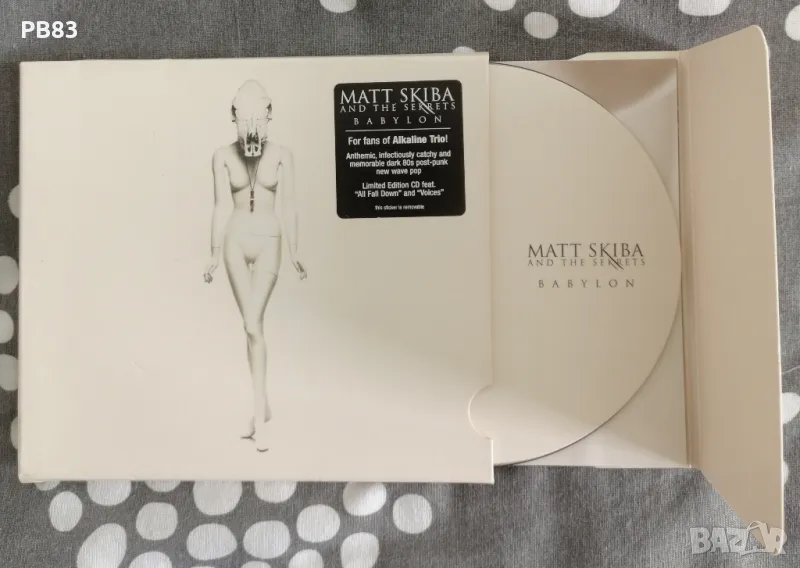 PB83
MATT SKIBA
AND THE SEKRETS
BABYLON
For fans of Alkaline Trio!
Anthemic, infectiously catchy and
memorable dark 80s post-punk
new wave pop
Limited Edition CD feat.
"All Fall Down" and "Voices"
this sticker is removable
MATT SKIBA
AND THE SEKRETS
BABYLON
BAZAR